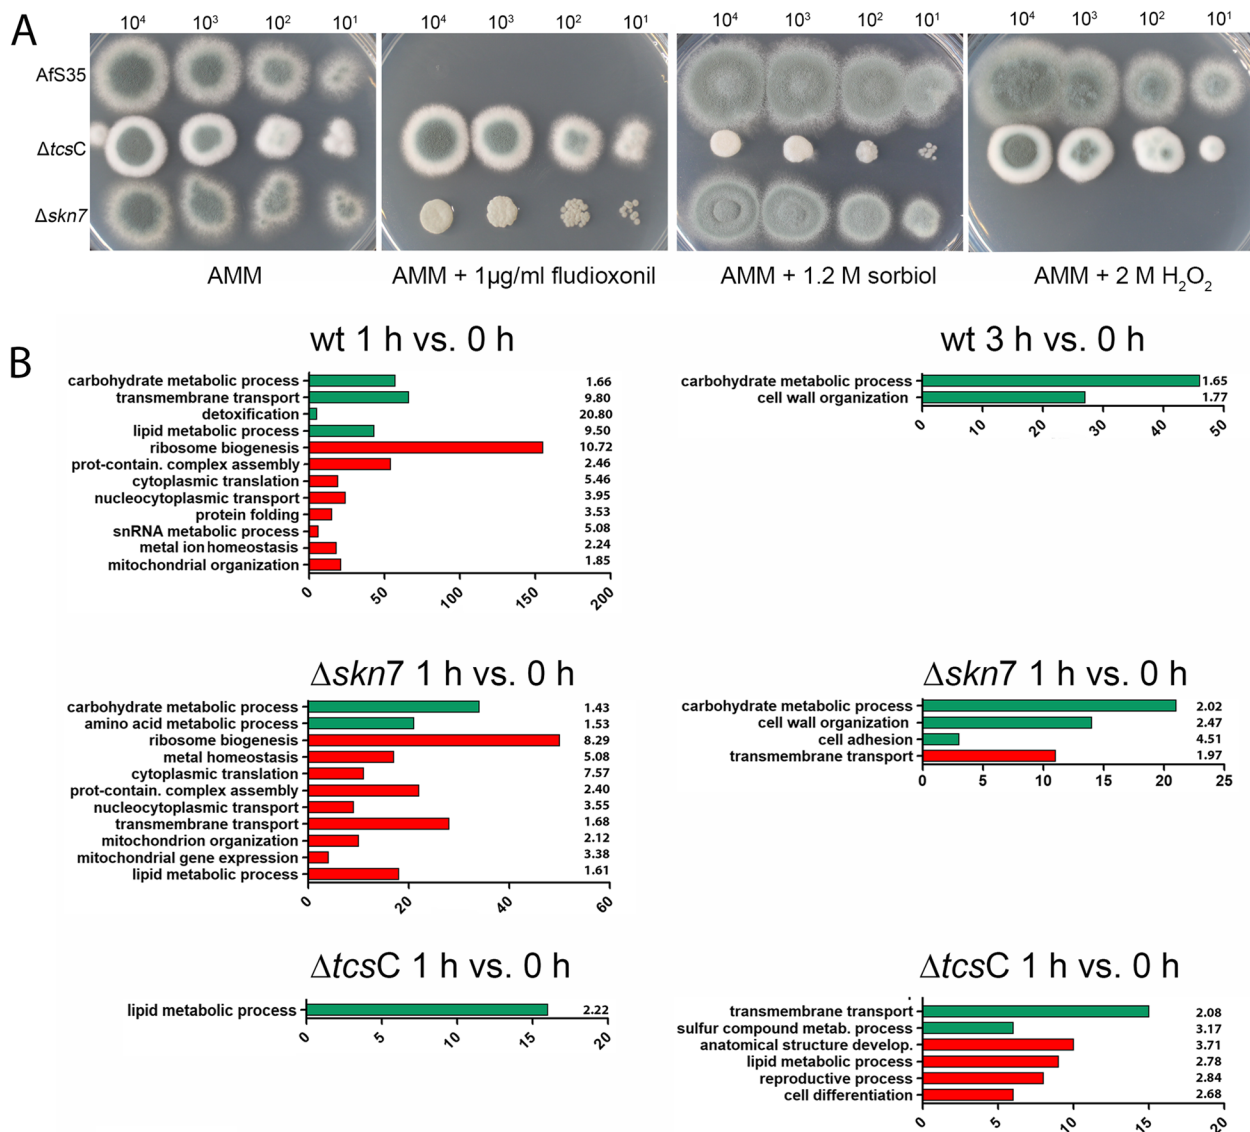 A
10⁴ 10³ 10² 10¹ 10⁴ 10³ 10² 10¹ 10⁴ 10³ 10² 10¹ 10⁴ 10³ 10² 10¹
AfS35
ΔtcsC
Δskn7
AMM
AMM + 1µg/ml fludioxonil
AMM + 1.2 M sorbiol
AMM + 2 M H₂O₂
B
wt 1 h vs. 0 h
carbohydrate metabolic process 1.66
transmembrane transport 9.80
detoxification 20.80
lipid metabolic process 9.50
ribosome biogenesis 10.72
prot-contain. complex assembly 2.46
cytoplasmic translation 5.46
nucleocytoplasmic transport 3.95
protein folding 3.53
snRNA metabolic process 5.08
metal ion homeostasis 2.24
mitochondrial organization 1.85
0 50 100 150 200
wt 3 h vs. 0 h
carbohydrate metabolic process 1.65
cell wall organization 1.77
0 10 20 30 40 50
Δskn7 1 h vs. 0 h
carbohydrate metabolic process 1.43
amino acid metabolic process 1.53
ribosome biogenesis 8.29
metal homeostasis 5.08
cytoplasmic translation 7.57
prot-contain. complex assembly 2.40
nucleocytoplasmic transport 3.55
transmembrane transport 1.68
mitochondrion organization 2.12
mitochondrial gene expression 3.38
lipid metabolic process 1.61
0 20 40 60
Δskn7 1 h vs. 0 h
carbohydrate metabolic process 2.02
cell wall organization 2.47
cell adhesion 4.51
transmembrane transport 1.97
0 5 10 15 20 25
ΔtcsC 1 h vs. 0 h
lipid metabolic process 2.22
0 5 10 15 20
ΔtcsC 1 h vs. 0 h
transmembrane transport 2.08
sulfur compound metab. process 3.17
anatomical structure develop. 3.71
lipid metabolic process 2.78
reproductive process 2.84
cell differentiation 2.68
0 5 10 15 20